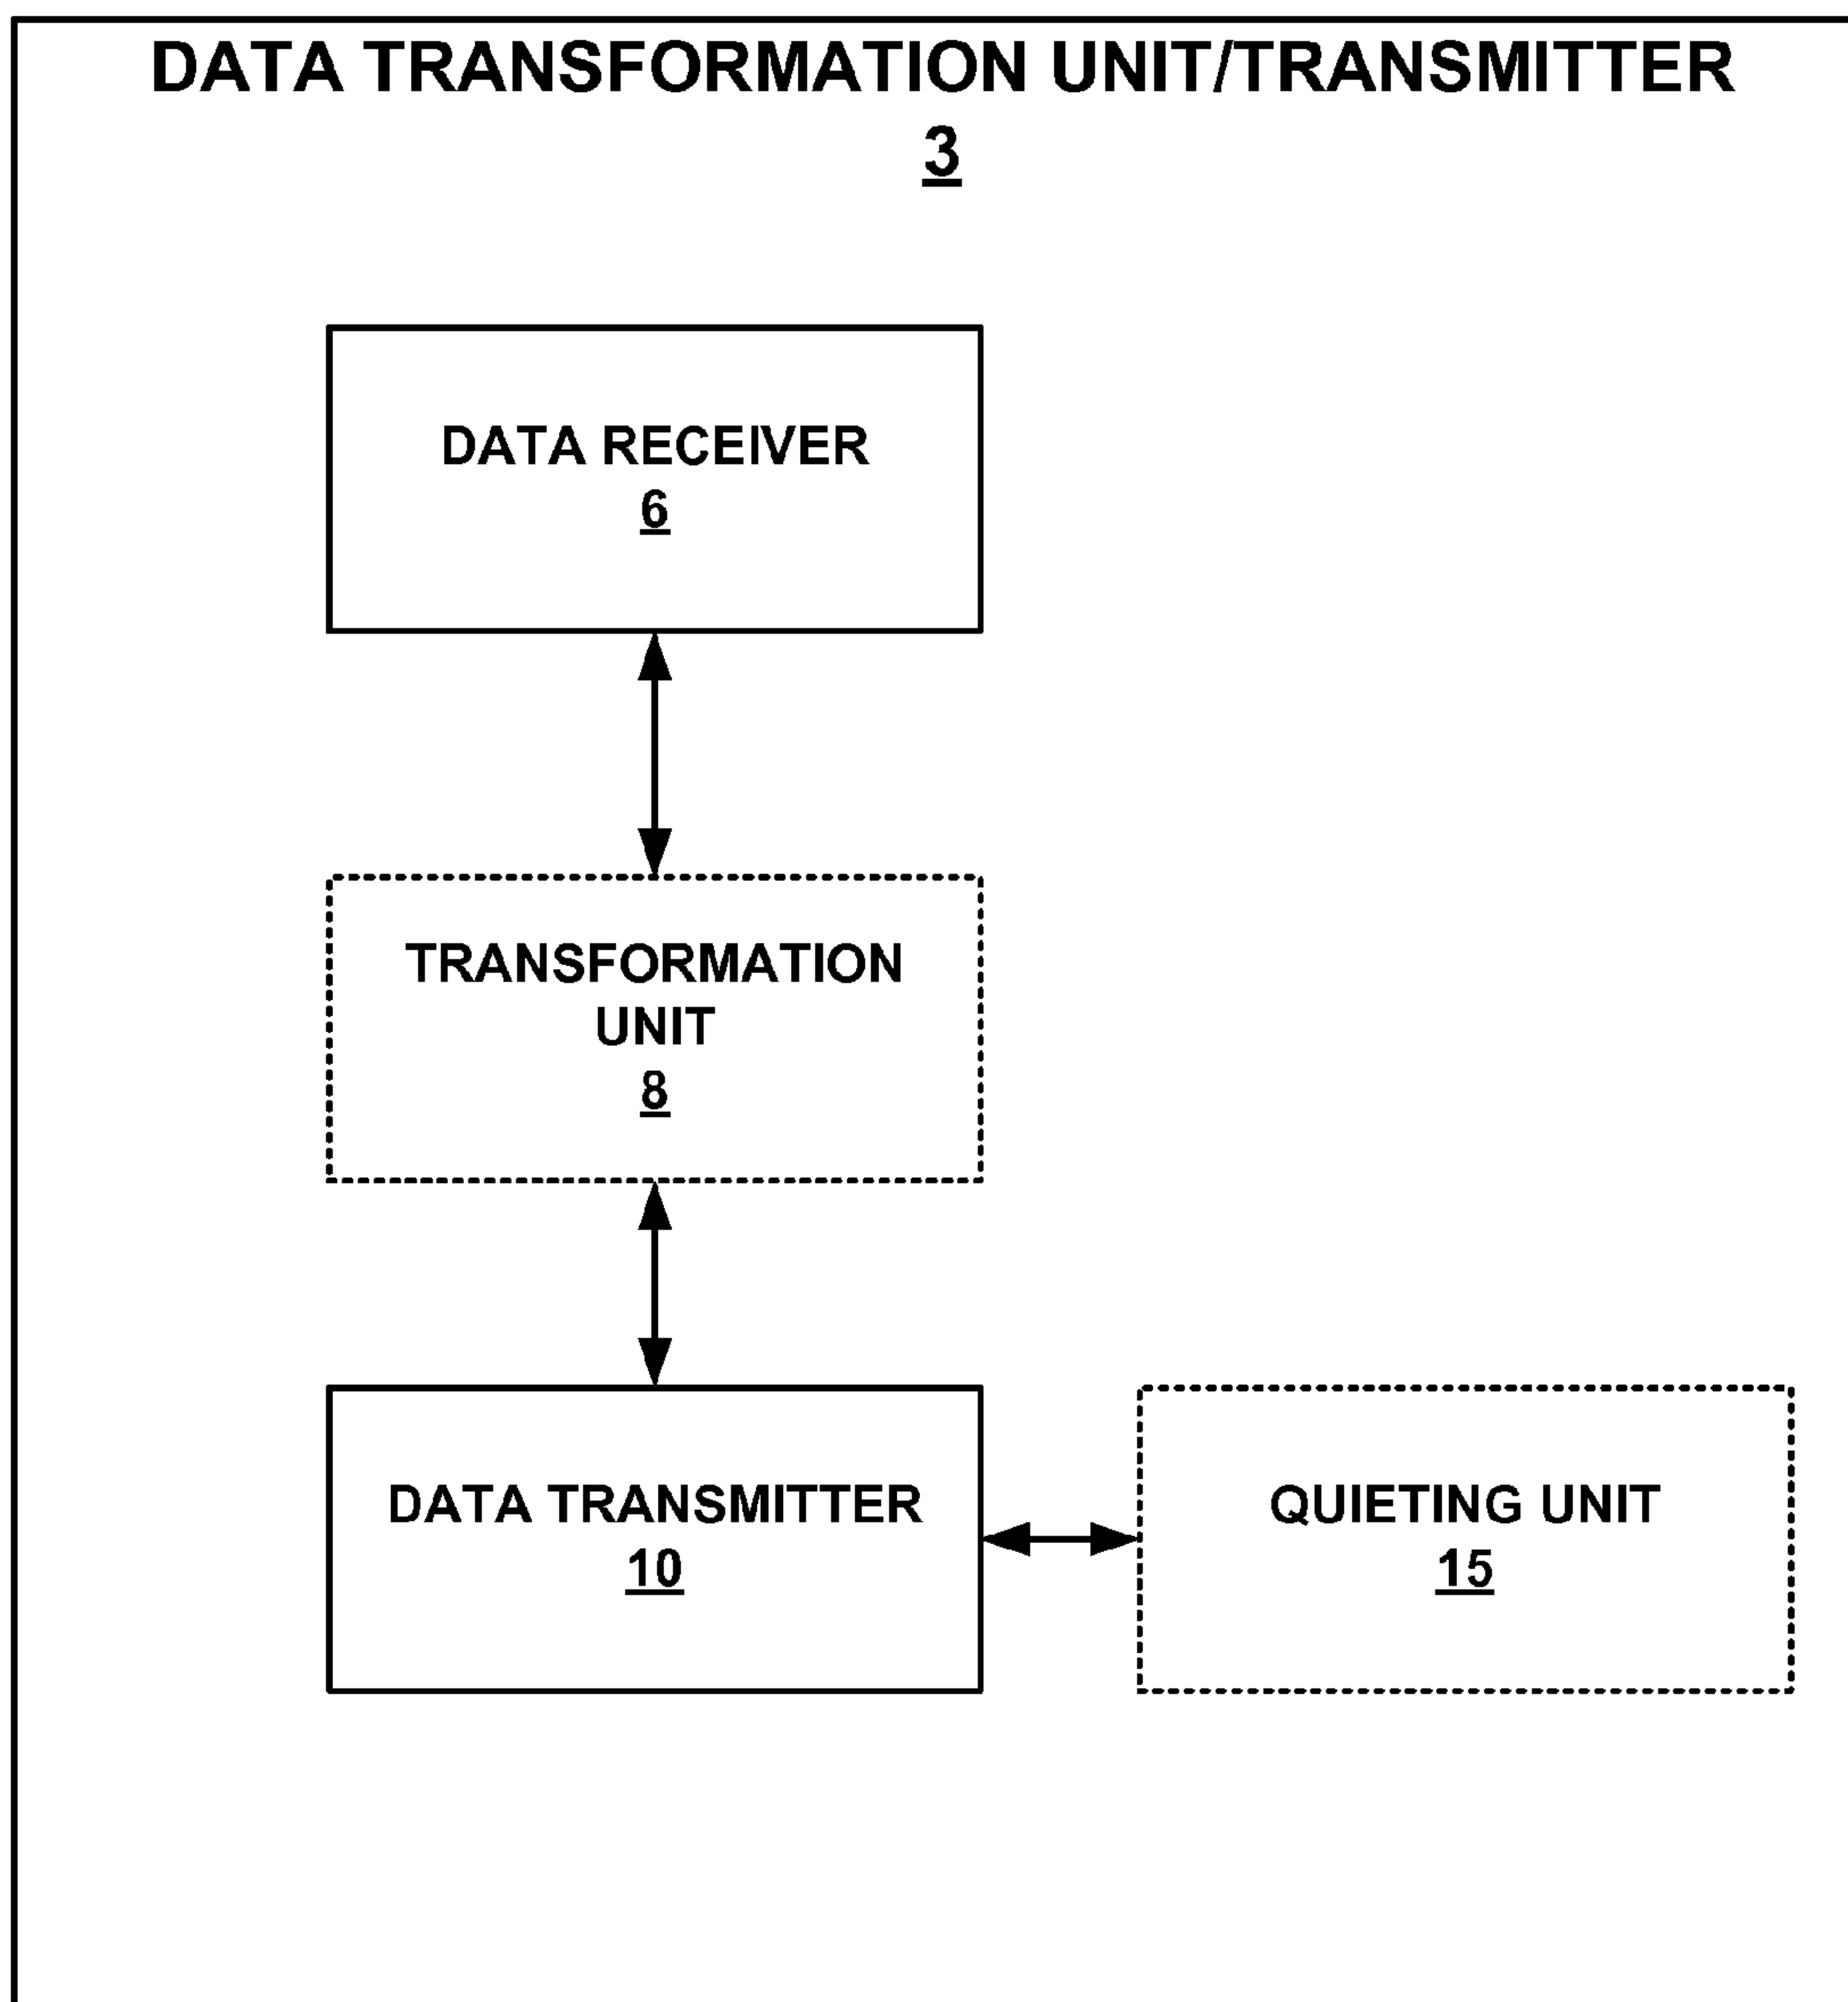 DATA TRANSFORMATION UNIT/TRANSMITTER
3
DATA RECEIVER
6
TRANSFORMATION
UNIT
8
DATA TRANSMITTER
10
QUIETING UNIT
15